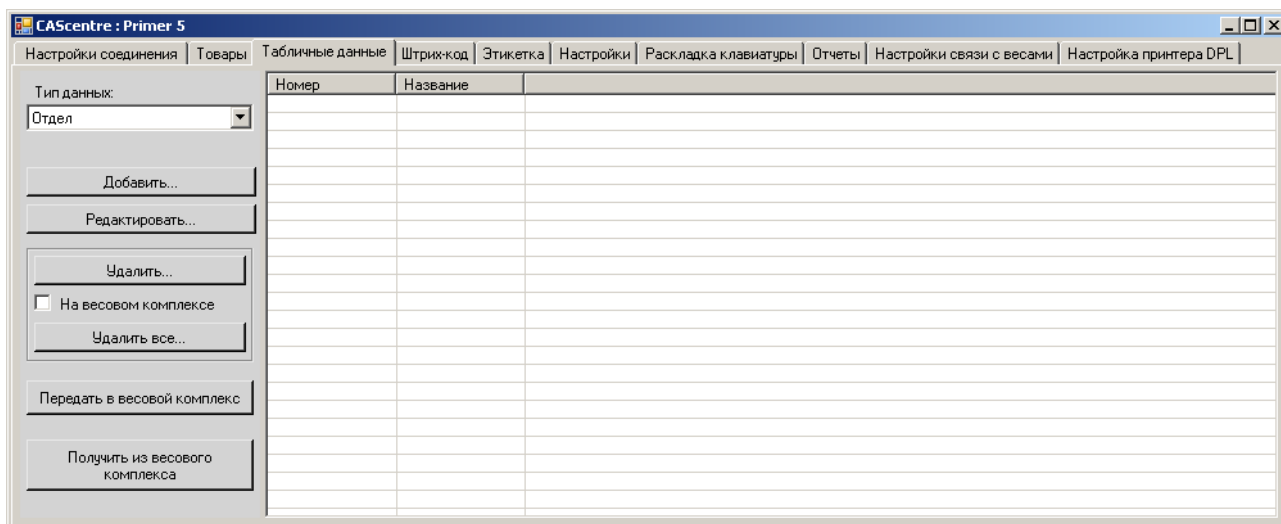 CAScentre : Primer 5
Настройки соединения Товары Табличные данные Штрих-код Этикетка Настройки Раскладка клавиатуры Отчеты Настройки связи с весами Настройка принтера DPL
Тип данных:
Отдел
Добавить...
Редактировать...
Удалить...
На весовом комплексе
Удалить все...
Передать в весовой комплекс
Получить из весового
комплекса
Номер Название